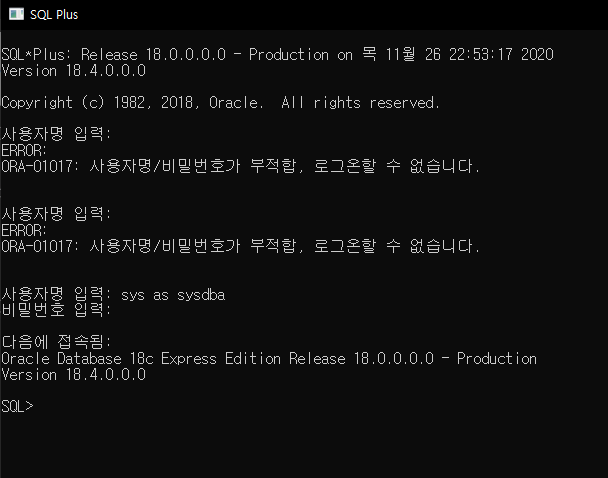 SQL Plus
SQL*Plus: Release 18.0.0.0.0 - Production on 목 11월 26 22:53:17 2020
Version 18.4.0.0.0
Copyright (c) 1982, 2018, Oracle.  All rights reserved.
사용자명 입력:
ERROR:
ORA-01017: 사용자명/비밀번호가 부적합, 로그온할 수 없습니다.
사용자명 입력:
ERROR:
ORA-01017: 사용자명/비밀번호가 부적합, 로그온할 수 없습니다.
사용자명 입력: sys as sysdba
비밀번호 입력:
다음에 접속됨:
Oracle Database 18c Express Edition Release 18.0.0.0.0 - Production
Version 18.4.0.0.0
SQL>